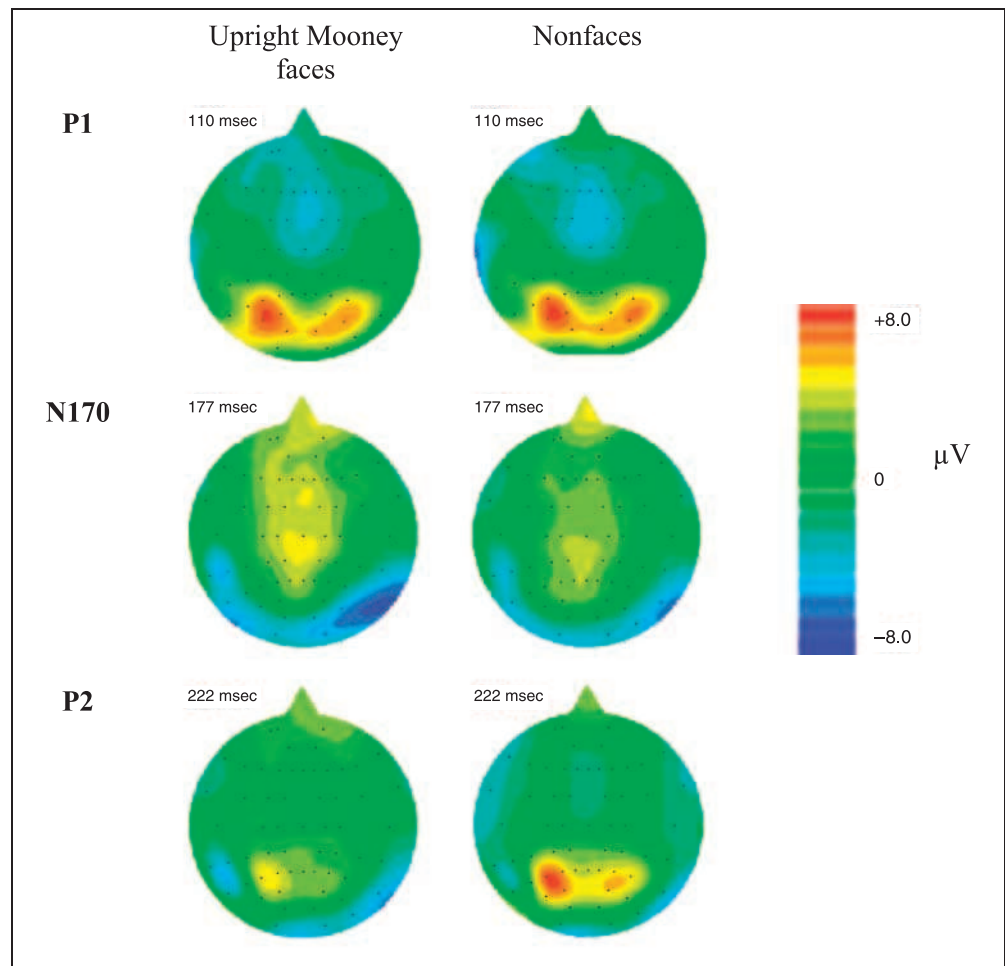 Upright Mooney
faces
Nonfaces
P1
110 msec
110 msec
+8.0
N170
177 msec
177 msec
µV
0
−8.0
P2
222 msec
222 msec